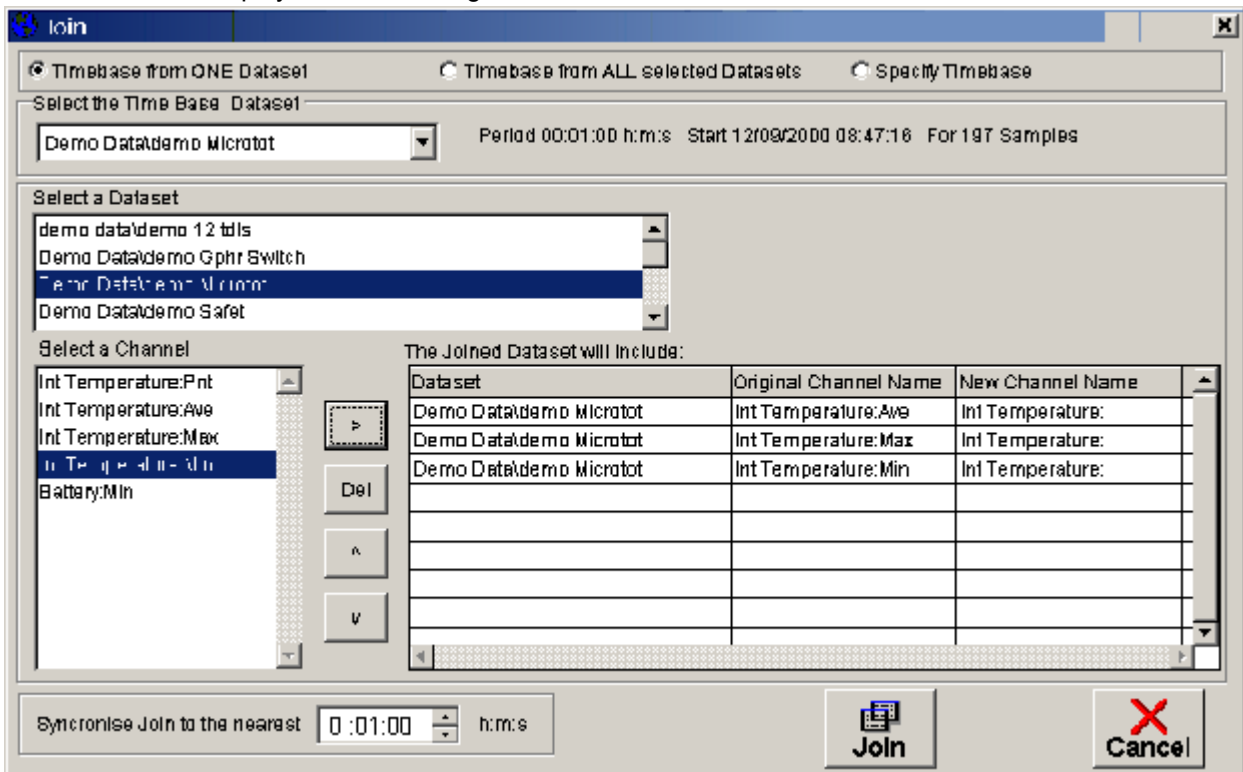 Join
Timebase from ONE Dataset
Timebase from ALL selected Datasets
Specify Timebase
Select the Time Base Dataset
Demo Data\demo Microtot
Period 00:01:00 h:m:s Start 12/09/2000 08:47:16 For 197 Samples
Select a Dataset
demo data\demo 12 tdls
Demo Data\demo Gphr Switch
Demo Data\demo Microtot
Demo Data\demo Safet
Select a Channel
Int Temperature:Pnt
Int Temperature:Ave
Int Temperature:Max
Int Temperature:Min
Battery:Min
>
Del
^
v
The Joined Dataset will Include:
Dataset Original Channel Name New Channel Name
Demo Data\demo Microtot Int Temperature:Ave Int Temperature:
Demo Data\demo Microtot Int Temperature:Max Int Temperature:
Demo Data\demo Microtot Int Temperature:Min Int Temperature:
Syncronise Join to the nearest 0 :01:00 h:m:s
Join
Cancel